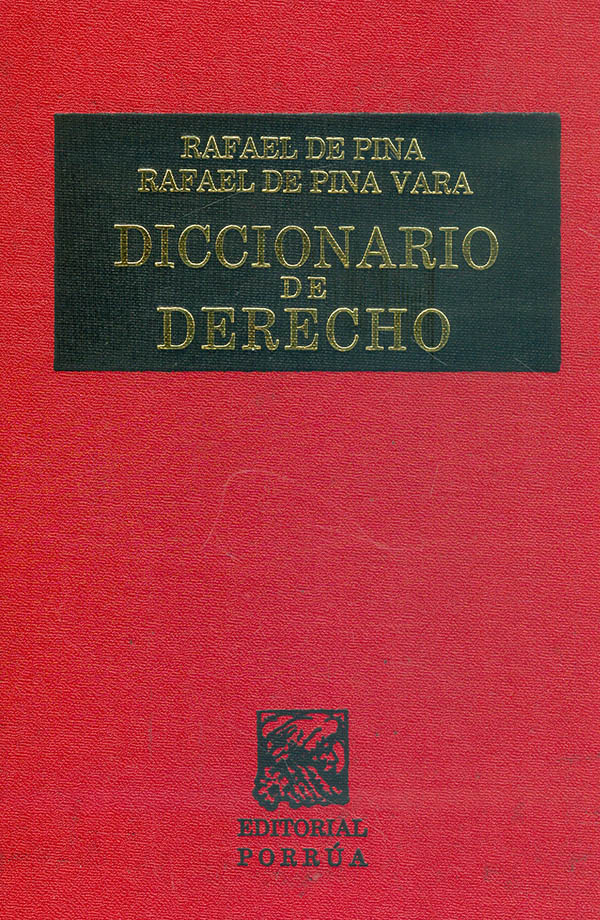 RAFAEL DE PINA
RAFAEL DE PINA VARA
DICCIONARIO
DE
DERECHO
EDITORIAL
PORRÚA